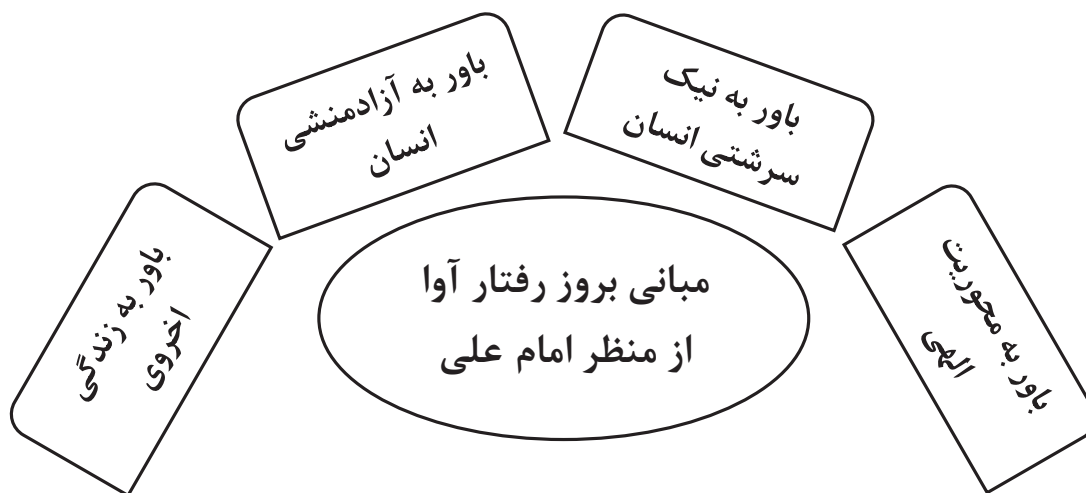 باور به محوریت
الهی
باور به نیک
سرشتی انسان
باور به آزادمنشی
انسان
باور به زندگی
اخروی
مبانی بروز رفتار آوا
از منظر امام علی